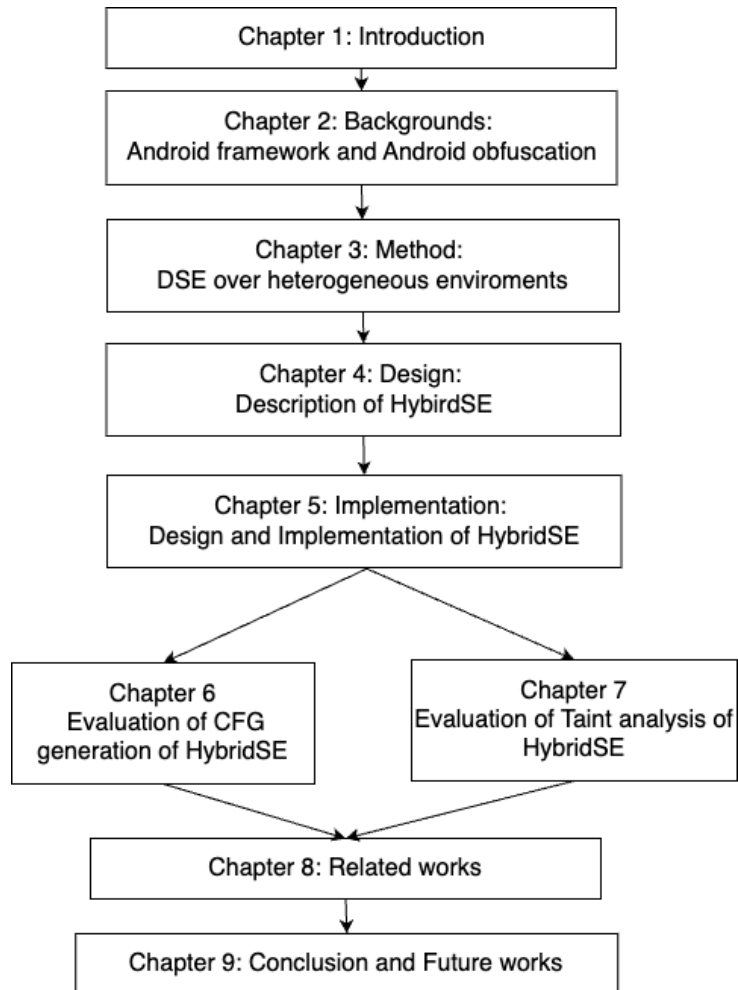 Chapter 1: Introduction
Chapter 2: Backgrounds:
Android framework and Android obfuscation
Chapter 3: Method:
DSE over heterogeneous enviroments
Chapter 4: Design:
Description of HybirdSE
Chapter 5: Implementation:
Design and Implementation of HybridSE
Chapter 6
Evaluation of CFG
generation of HybridSE
Chapter 7
Evaluation of Taint analysis of
HybridSE
Chapter 8: Related works
Chapter 9: Conclusion and Future works